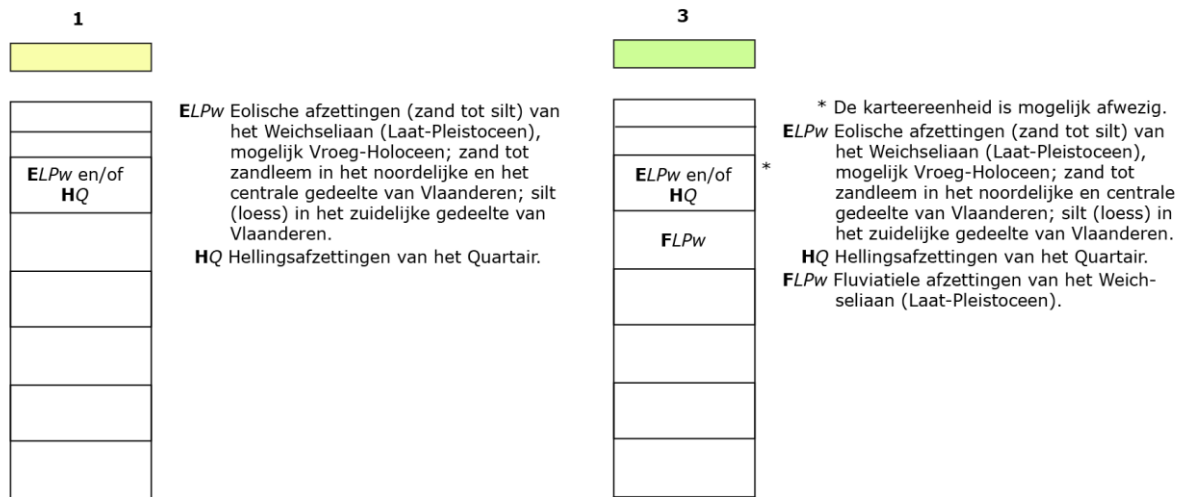 1
ELPw en/of
HQ
ELPw Eolische afzettingen (zand tot silt) van
het Weichseliaan (Laat-Pleistoceen),
mogelijk Vroeg-Holoceen; zand tot
zandleem in het noordelijke en het
centrale gedeelte van Vlaanderen; silt
(loess) in het zuidelijke gedeelte van
Vlaanderen.
HQ Hellingsafzettingen van het Quartair.
3
ELPw en/of
HQ
*
FLPw
* De karteereenheid is mogelijk afwezig.
ELPw Eolische afzettingen (zand tot silt) van
het Weichseliaan (Laat-Pleistoceen),
mogelijk Vroeg-Holoceen; zand tot
zandleem in het noordelijke en centrale
gedeelte van Vlaanderen; silt (loess) in
het zuidelijke gedeelte van Vlaanderen.
HQ Hellingsafzettingen van het Quartair.
FLPw Fluviatiele afzettingen van het Weich-
seliaan (Laat-Pleistoceen).